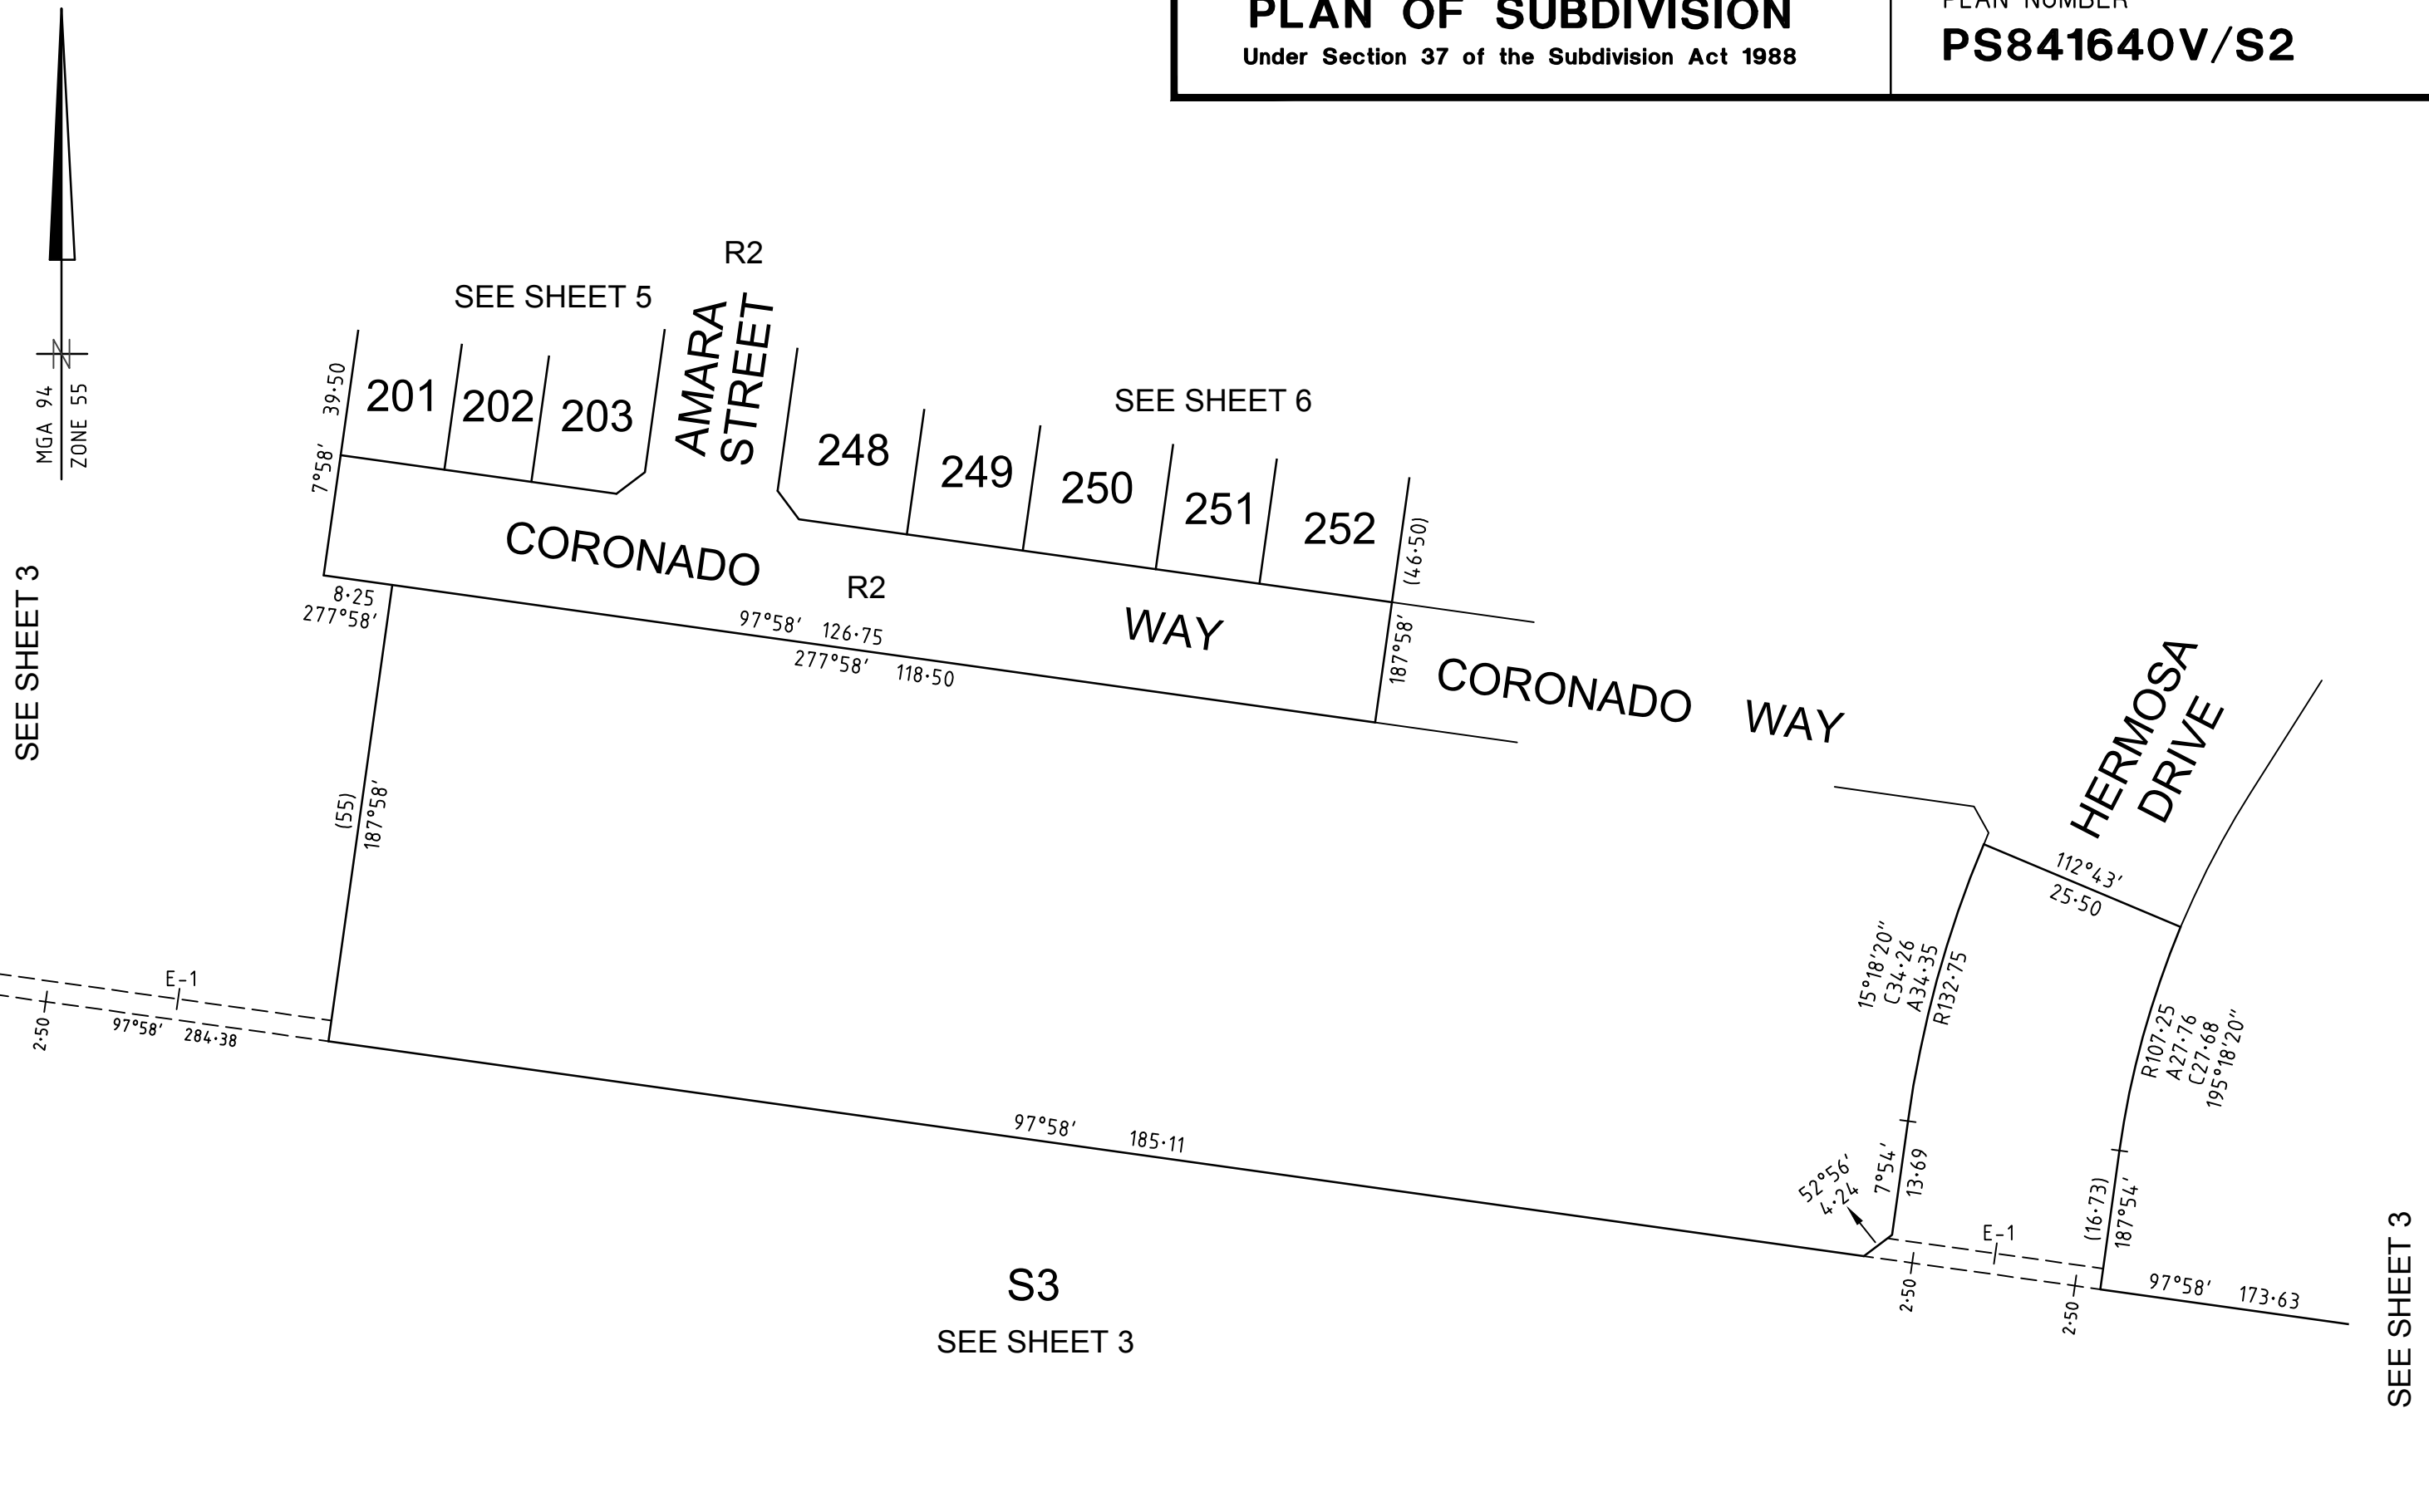 PLAN OF SUBDIVISION
Under Section 37 of the Subdivision Act 1988
PLAN NUMBER
PS841640V/S2
MGA 94
ZONE 55
R2
SEE SHEET 5
AMARA
STREET
SEE SHEET 6
39·50
7°58'
201
202
203
248
249
250
251
252
(46·50)
187°58'
CORONADO
R2
WAY
8·25
277°58'
97°58' 126·75
277°58' 118·50
CORONADO WAY
HERMOSA
DRIVE
SEE SHEET 3
(55)
187°58'
112°43'
25·50
15°18'20"
C34·26
A34·35
R132·75
R107·25
A27·76
C27·68
195°18'20"
E-1
2·50
97°58' 284·38
97°58' 185·11
52°56'
4·24
7°54'
13·69
(16·73)
187°54'
E-1
2·50
2·50
97°58' 173·63
S3
SEE SHEET 3
SEE SHEET 3